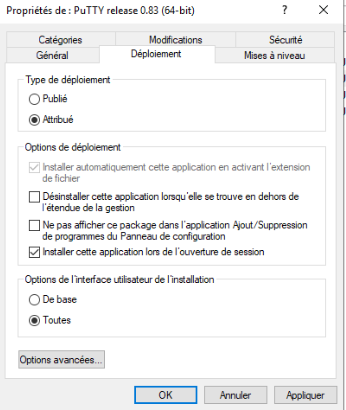 Propriétés de : PuTTY release 0.83 (64-bit)
?
×
Catégories
Modifications
Sécurité
Général
Déploiement
Mises à niveau
Type de déploiement
Publié
Attribué
Options de déploiement
Installer automatiquement cette application en activant l'extension
de fichier
Désinstaller cette application lorsqu'elle se trouve en dehors de
l'étendue de la gestion
Ne pas afficher ce package dans l'application Ajout/Suppression
de programmes du Panneau de configuration
Installer cette application lors de l'ouverture de session
Options de l'interface utilisateur de l'installation
De base
Toutes
Options avancées...
OK
Annuler
Appliquer